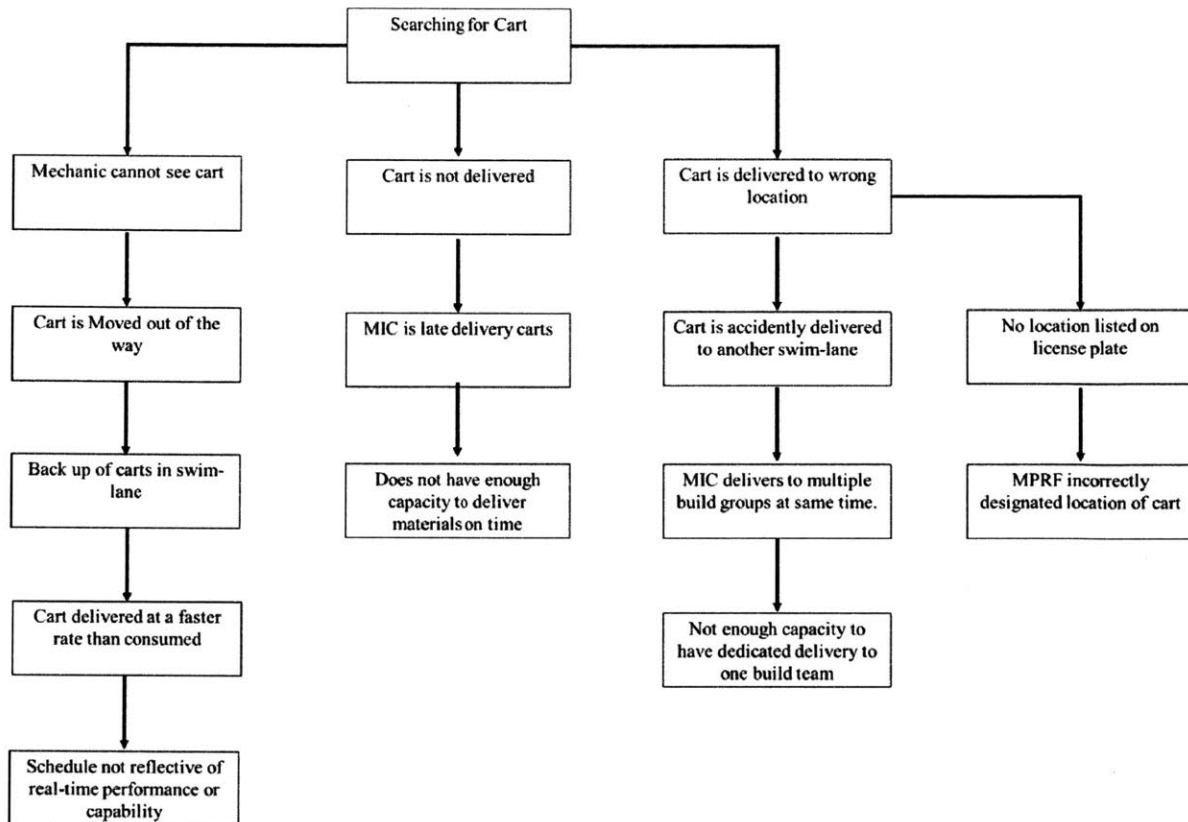 Searching for Cart
Mechanic cannot see cart
Cart is not delivered
Cart is delivered to wrong
location
Cart is Moved out of the
way
MIC is late delivery carts
Cart is accidently delivered
to another swim-lane
No location listed on
license plate
Back up of carts in swim-
lane
Does not have enough
capacity to deliver
materials on time
MIC delivers to multiple
build groups at same time.
MPRF incorrectly
designated location of cart
Cart delivered at a faster
rate than consumed
Not enough capacity to
have dedicated delivery to
one build team
Schedule not reflective of
real-time performance or
capability